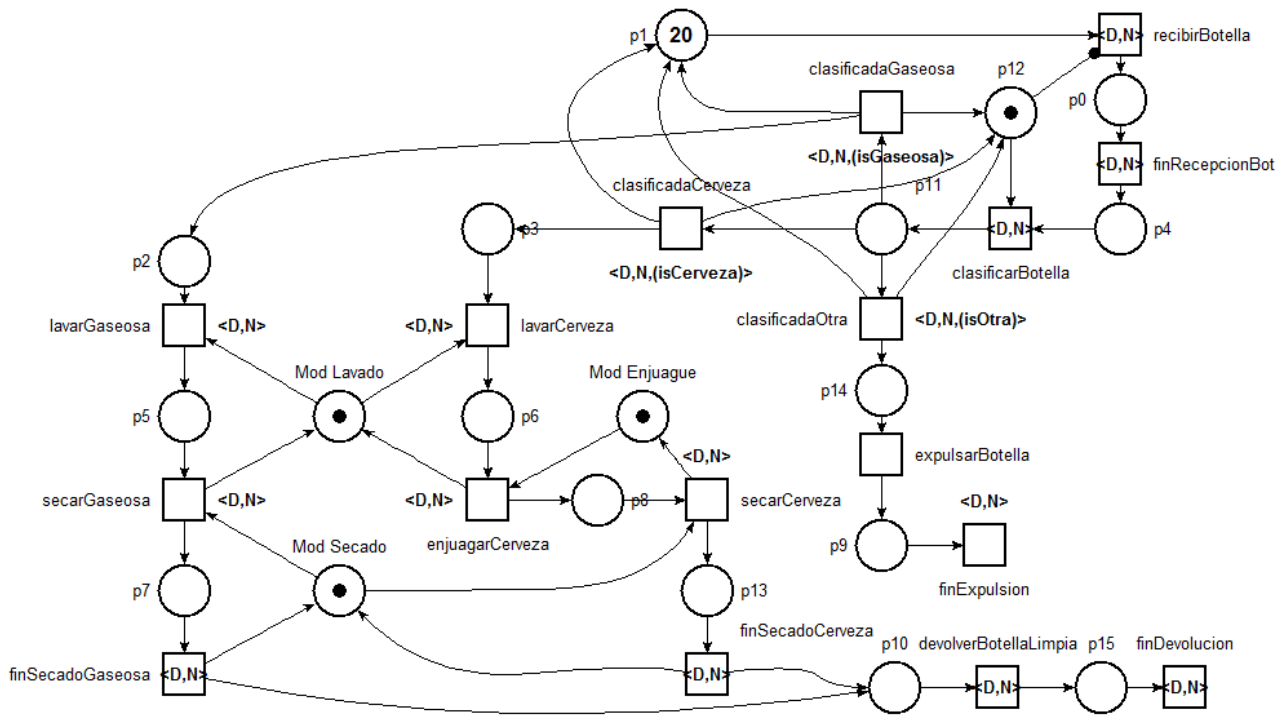 p1
20
<D,N>
recibirBotella
clasificadaGaseosa
p12
p0
<D,N>
finRecepcionBot
<D,N,(isGaseosa)>
clasificadaCerveza
p11
p3
p4
<D,N>
p2
<D,N,(isCerveza)>
clasificarBotella
lavarGaseosa
<D,N>
<D,N>
lavarCerveza
clasificadaOtra
<D,N,(isOtra)>
Mod Lavado
Mod Enjuague
p14
p5
p6
<D,N>
expulsarBotella
secarGaseosa
<D,N>
<D,N>
p8
secarCerveza
<D,N>
enjuagarCerveza
Mod Secado
p9
p7
p13
finExpulsion
finSecadoCerveza
p10
devolverBotellaLimpia
p15
finDevolucion
finSecadoGaseosa
<D,N>
<D,N>
<D,N>
<D,N>